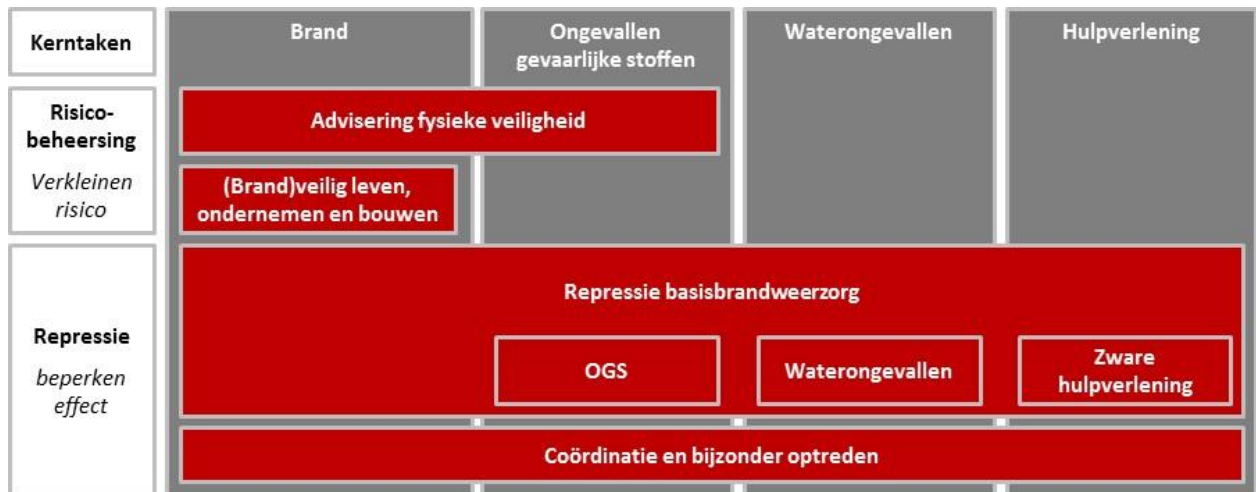 Kerntaken
Brand
Ongevallen
gevaarlijke stoffen
Waterongevallen
Hulpverlening
Risico-
beheersing
Verkleinen
risico
Advisering fysieke veiligheid
(Brand)veilig leven,
ondernemen en bouwen
Repressie
beperken
effect
Repressie basisbrandweerzorg
OGS
Waterongevallen
Zware
hulpverlening
Coördinatie en bijzonder optreden